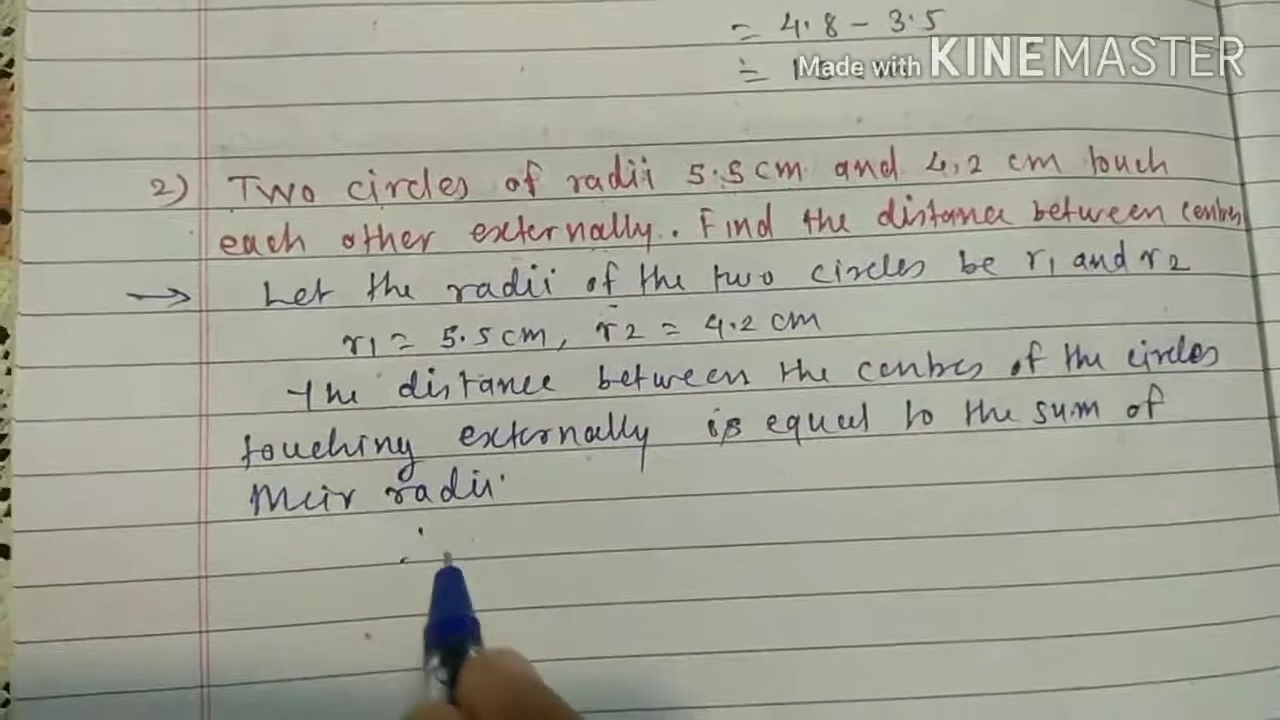 = 4.8 - 3.5
=
Made with KINEMASTER
2) Two circles of radii 5.5 cm and 4.2 cm touch
each other externally. Find the distance between centres
→ Let the radii of the two circles be r1 and r2
r1 = 5.5 cm, r2 = 4.2 cm
The distance between the centres of the circles
touching externally is equal to the sum of
their radii.